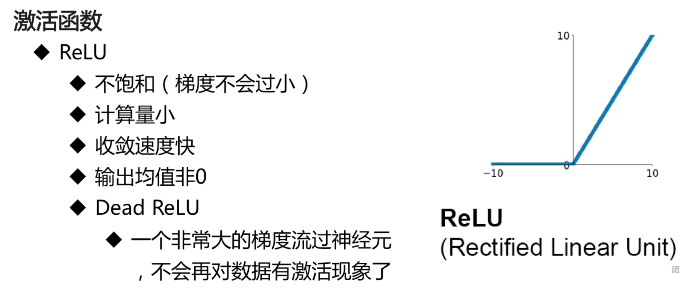 激活函数
◆ ReLU
◆ 不饱和（梯度不会过小）
◆ 计算量小
◆ 收敛速度快
◆ 输出均值非0
◆ Dead ReLU
◆ 一个非常大的梯度流过神经元
，不会再对数据有激活现象了
10
0
−10
10
ReLU
(Rectified Linear Unit)